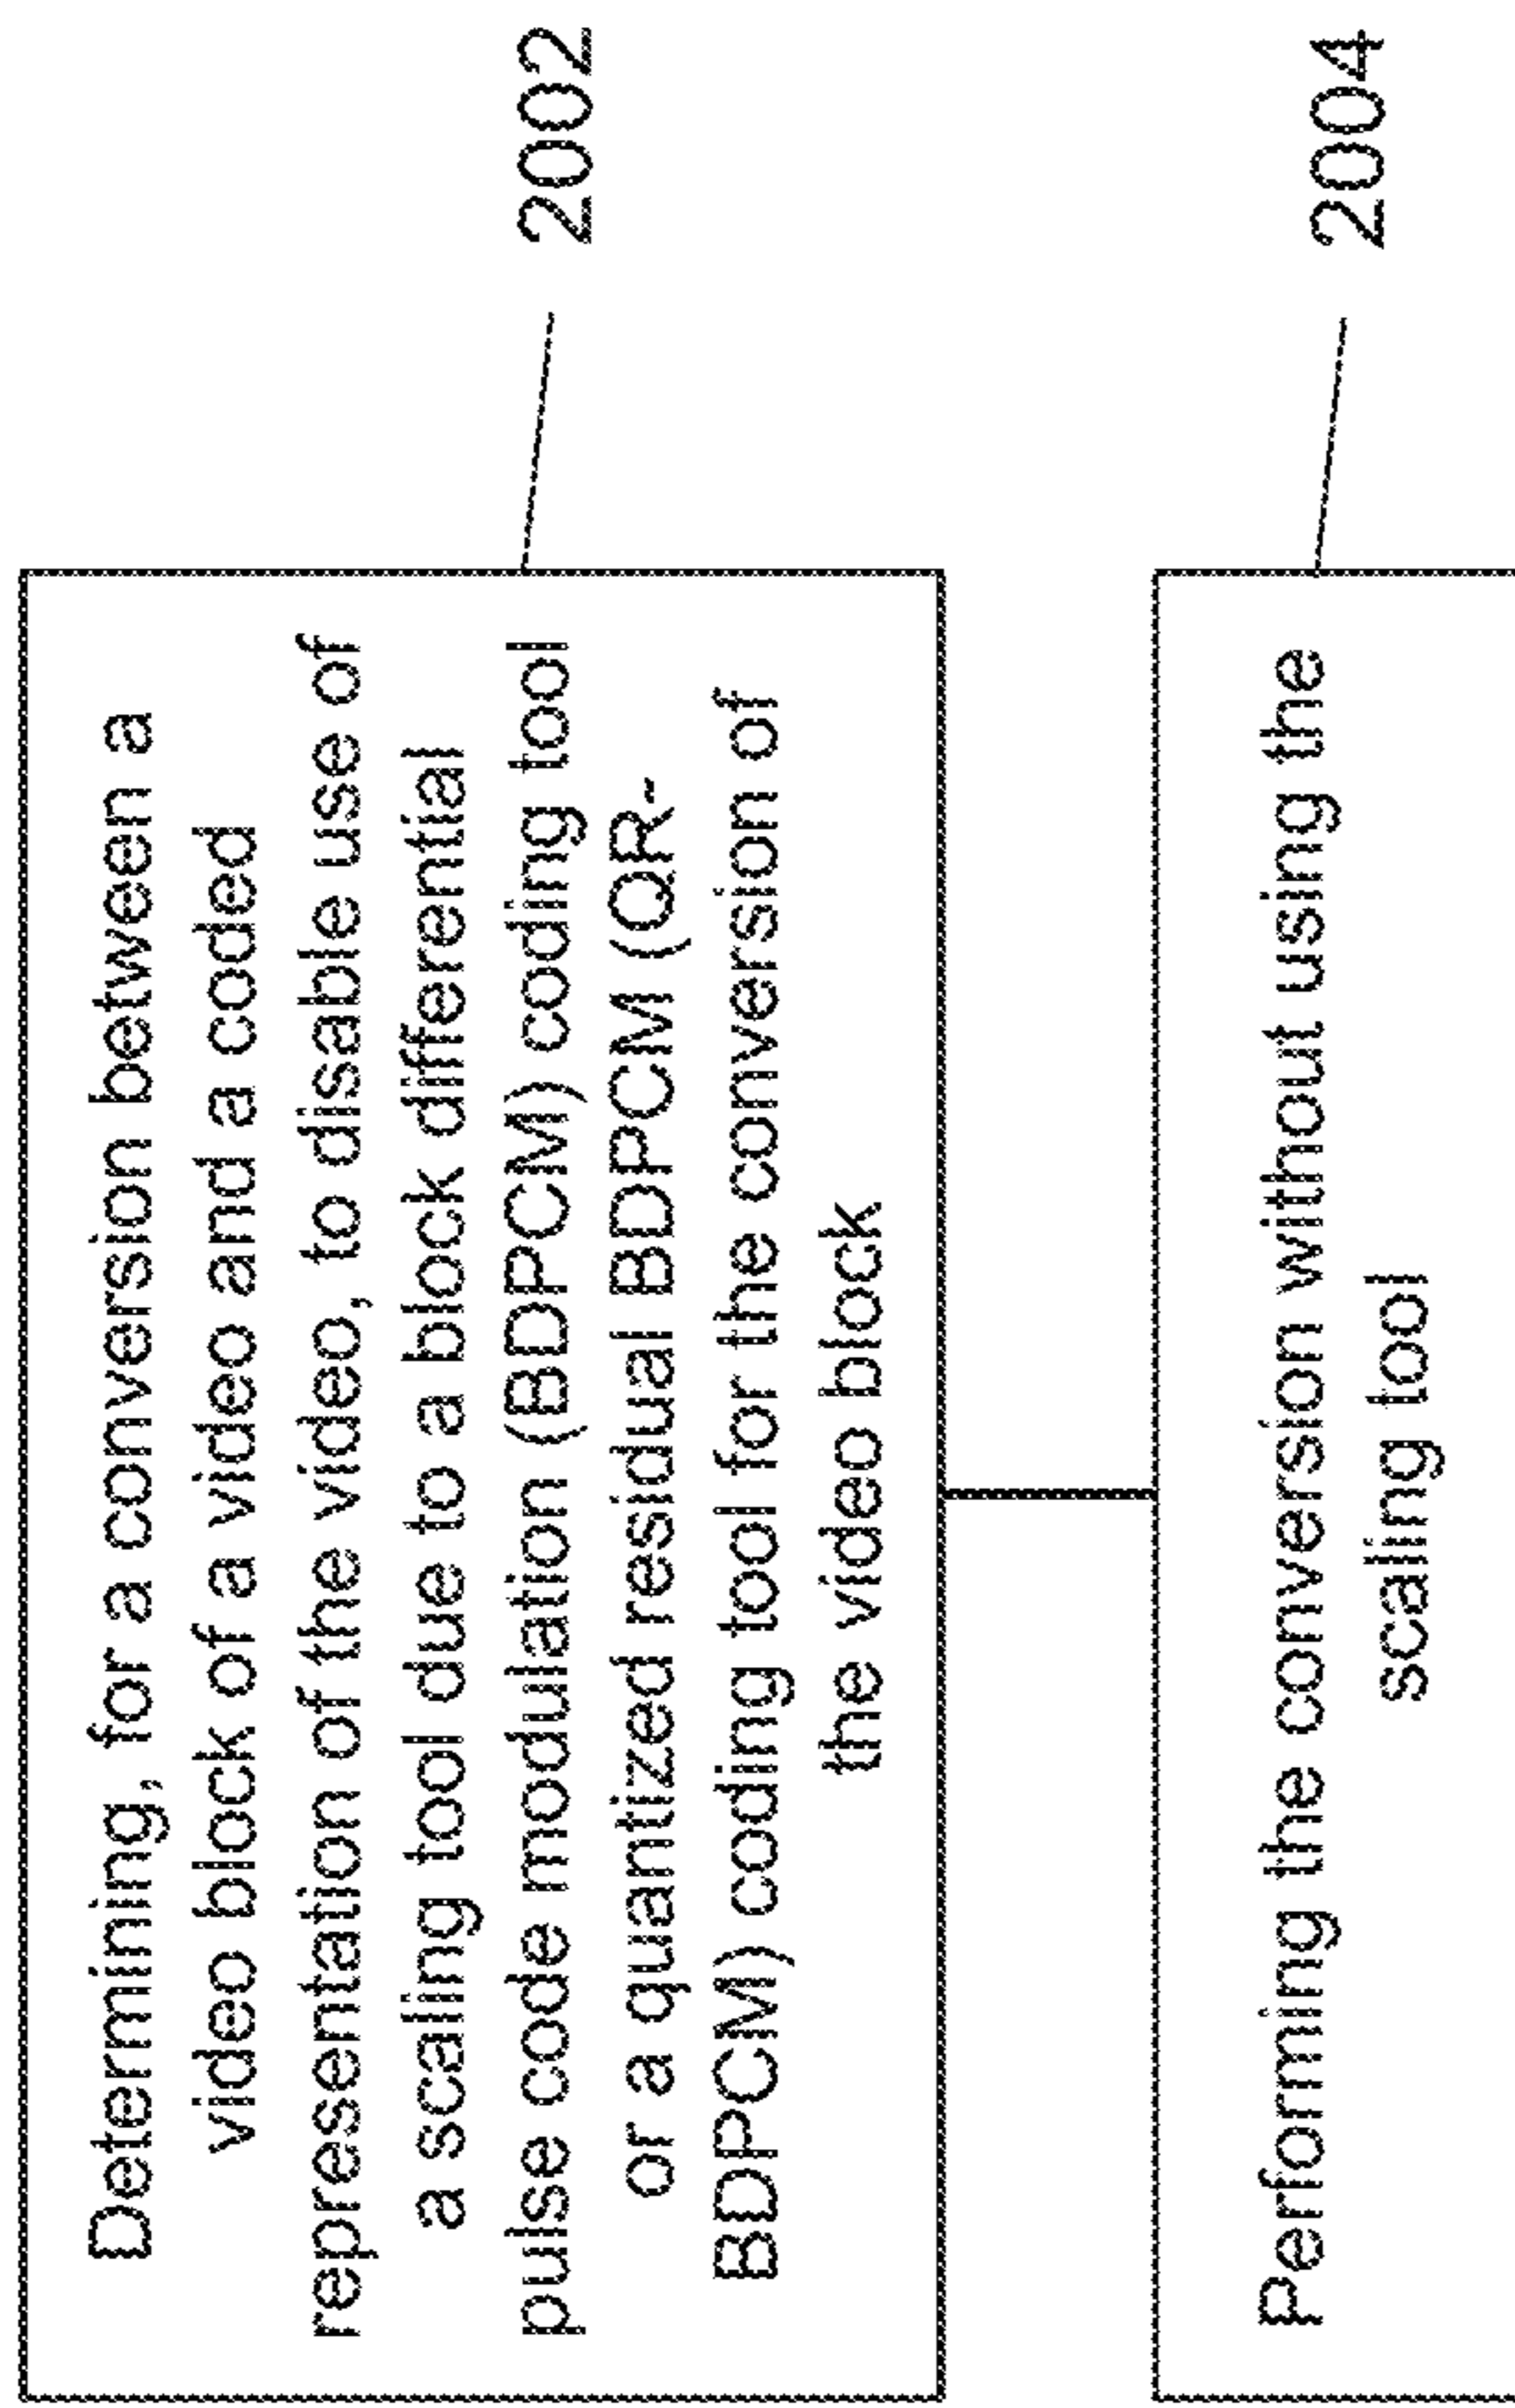 Determining, for a conversion between a
video block of a video and a coded
representation of the video, to disable use of
a scaling tool due to a block differential
pulse code modulation (BDPCM) coding tool
or a quantized residual BDPCM (QR-
BDPCM) coding tool for the conversion of
the video block
2002
Performing the conversion without using the
scaling tool
2004